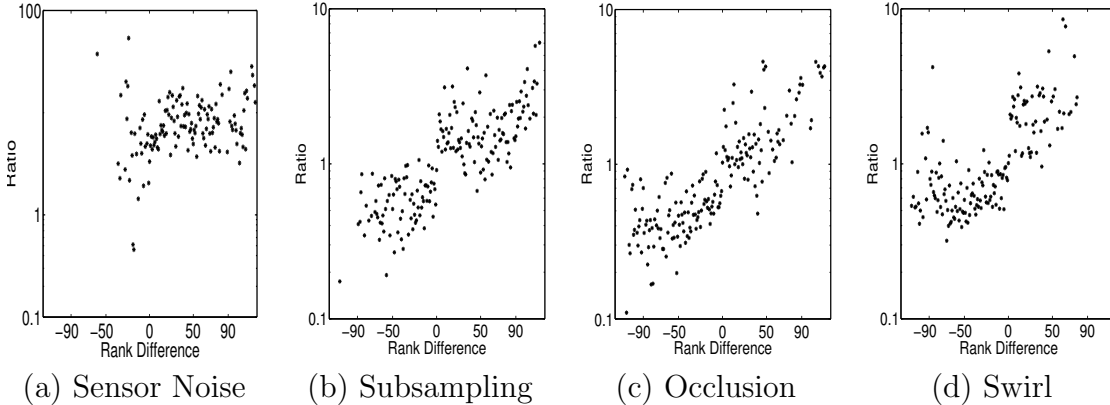 100
1
0.1
Ratio
−90 −50 0 50 90
Rank Difference
(a) Sensor Noise
10
1
0.1
Ratio
−90 −50 0 50 90
Rank Difference
(b) Subsampling
10
1
0.1
Ratio
−90 −50 0 50 90
Rank Difference
(c) Occlusion
10
1
0.1
Ratio
−90 −50 0 50 90
Rank Difference
(d) Swirl